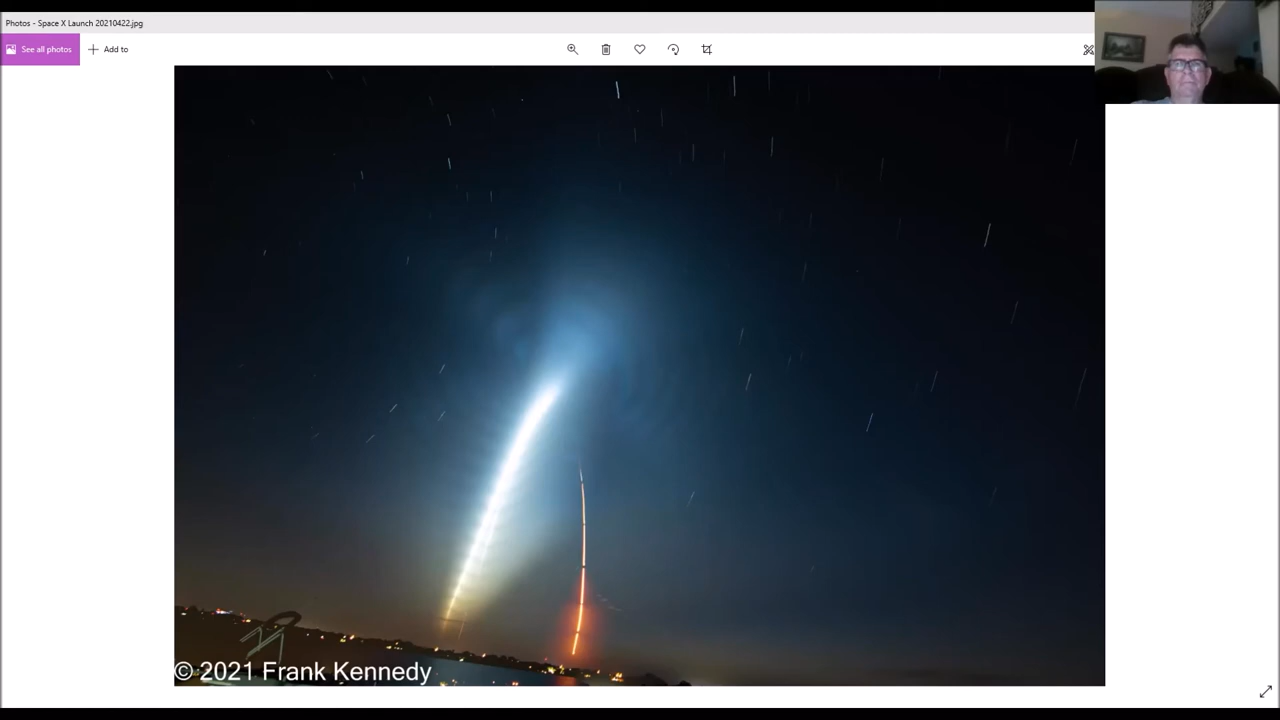 Photos - Space X Launch 20210422.jpg
See all photos
Add to
© 2021 Frank Kennedy